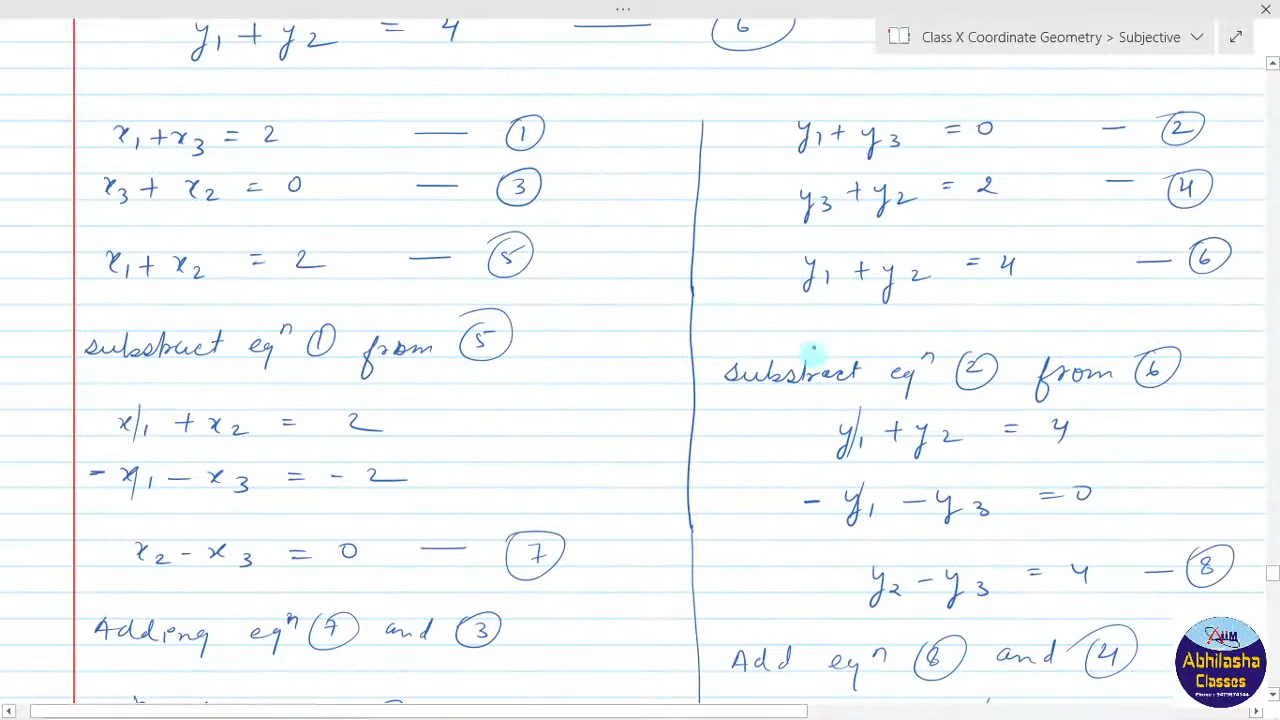 y1 + y2 = 4 — 6
Class X Coordinate Geometry > Subjective
x1 + x3 = 2 — 1
x3 + x2 = 0 — 3
x1 + x2 = 2 — 5
substruct eqn 1 from 5
x1 + x2 = 2
- x1 - x3 = - 2
x2 - x3 = 0 — 7
Adding eqn 7 and 3
y1 + y3 = 0 — 2
y3 + y2 = 2 — 4
y1 + y2 = 4 — 6
substract eqn 2 from 6
y1 + y2 = 4
- y1 - y3 = 0
y2 - y3 = 4 — 8
Add eqn 8 and 4
AIM
Abhilasha
Classes